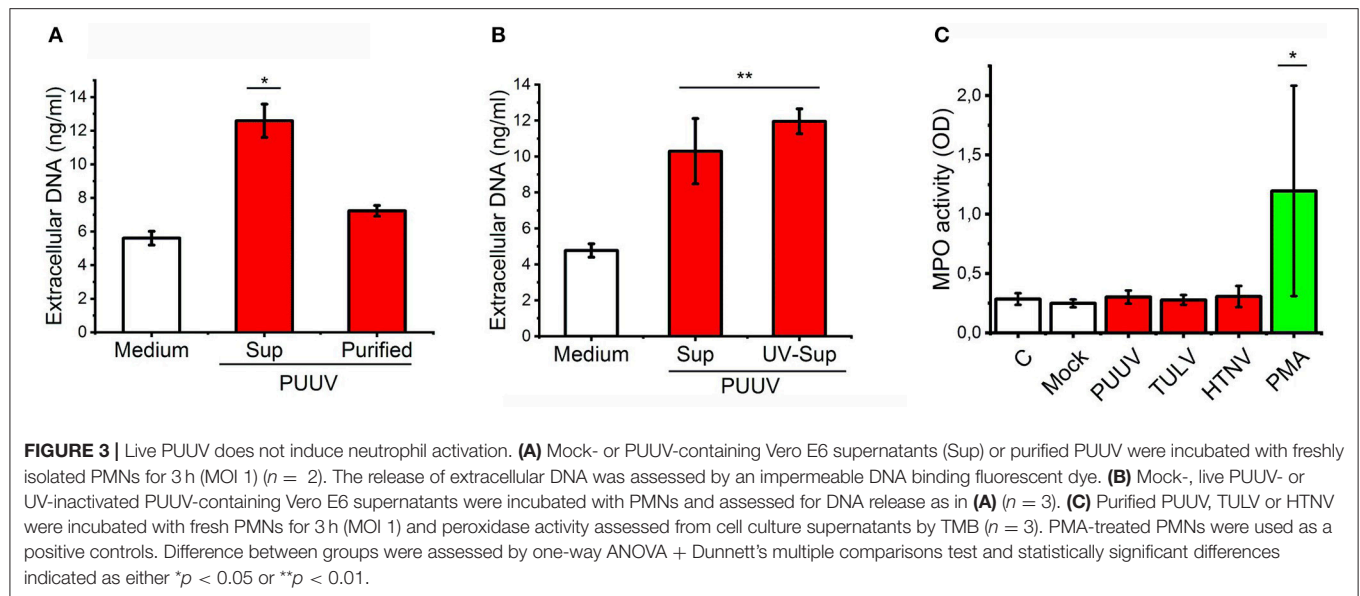 A
Extracellular DNA (ng/ml)
14
12
10
8
6
4
2
0
*
Medium
Sup
Purified
PUUV
B
Extracellular DNA (ng/ml)
14
12
10
8
6
4
2
0
**
Medium
Sup
UV-Sup
PUUV
C
MPO activity (OD)
2,0
1,5
1,0
0,5
0,0
*
C
Mock
PUUV
TULV
HTNV
PMA
FIGURE 3 | Live PUUV does not induce neutrophil activation. (A) Mock- or PUUV-containing Vero E6 supernatants (Sup) or purified PUUV were incubated with freshly
isolated PMNs for 3 h (MOI 1) (n = 2). The release of extracellular DNA was assessed by an impermeable DNA binding fluorescent dye. (B) Mock-, live PUUV- or
UV-inactivated PUUV-containing Vero E6 supernatants were incubated with PMNs and assessed for DNA release as in (A) (n = 3). (C) Purified PUUV, TULV or HTNV
were incubated with fresh PMNs for 3 h (MOI 1) and peroxidase activity assessed from cell culture supernatants by TMB (n = 3). PMA-treated PMNs were used as a
positive controls. Difference between groups were assessed by one-way ANOVA + Dunnett's multiple comparisons test and statistically significant differences
indicated as either *p < 0.05 or **p < 0.01.